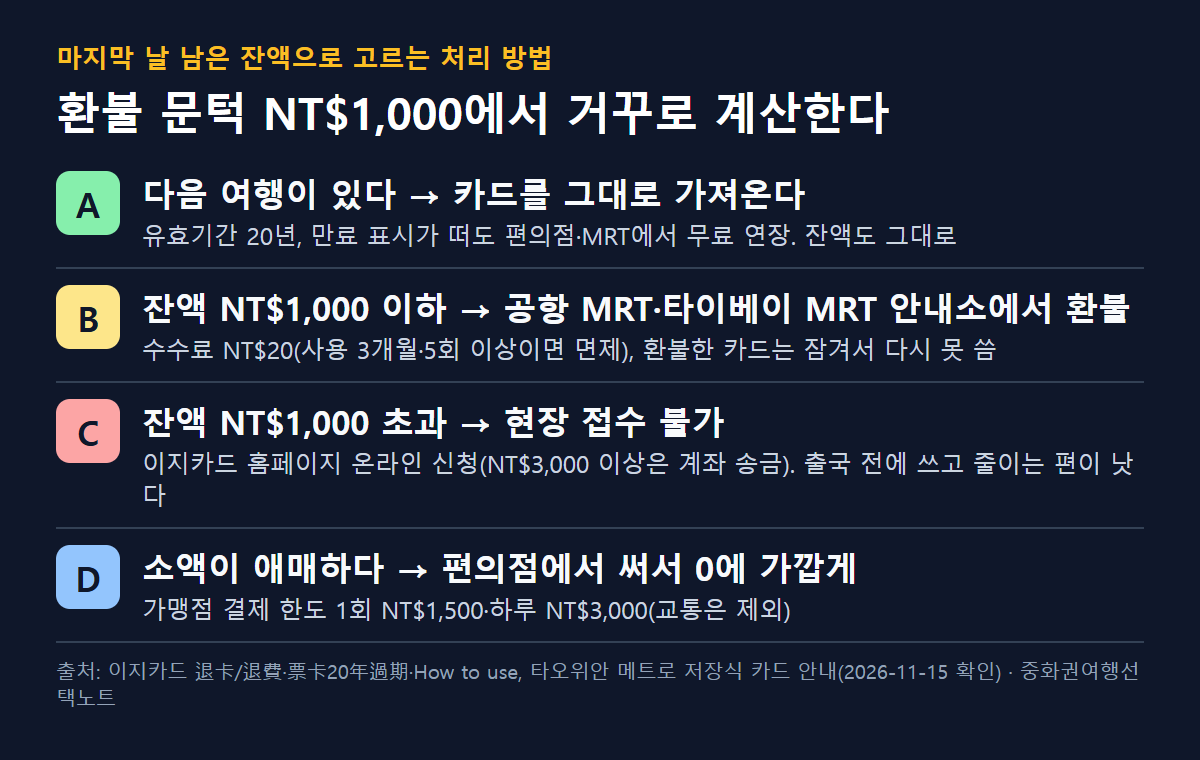 마지막 날 남은 잔액으로 고르는 처리 방법
환불 문턱 NT$1,000에서 거꾸로 계산한다
A
다음 여행이 있다 → 카드를 그대로 가져온다
유효기간 20년, 만료 표시가 떠도 편의점·MRT에서 무료 연장. 잔액도 그대로
B
잔액 NT$1,000 이하 → 공항 MRT·타이베이 MRT 안내소에서 환불
수수료 NT$20(사용 3개월·5회 이상이면 면제), 환불한 카드는 잠겨서 다시 못 씀
C
잔액 NT$1,000 초과 → 현장 접수 불가
이지카드 홈페이지 온라인 신청(NT$3,000 이상은 계좌 송금). 출국 전에 쓰고 줄이는 편이 낫
다
D
소액이 애매하다 → 편의점에서 써서 0에 가깝게
가맹점 결제 한도 1회 NT$1,500·하루 NT$3,000(교통은 제외)
출처: 이지카드 退卡/退費·票卡20年過期·How to use, 타오위안 메트로 저장식 카드 안내(2026-11-15 확인) · 중화권여행선
택노트